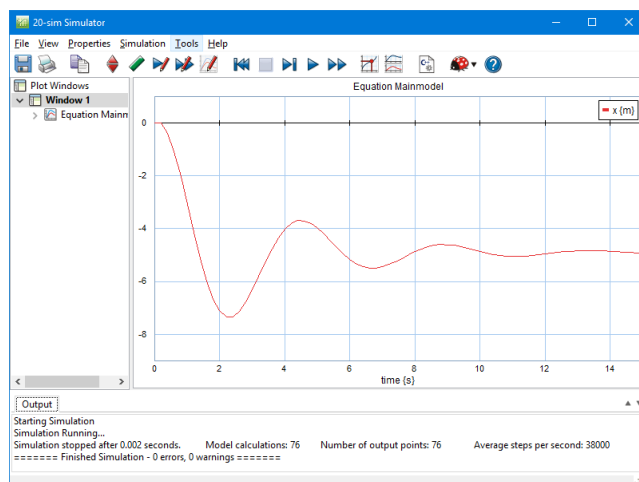 20-sim Simulator
File View Properties Simulation Tools Help
Plot Windows
Window 1
Equation Mainm
Equation Mainmodel
x {m}
0
-2
-4
-6
-8
0 2 4 6 8 10 12 14
time {s}
Output
Starting Simulation
Simulation Running...
Simulation stopped after 0.002 seconds. Model calculations: 76 Number of output points: 76 Average steps per second: 38000
======= Finished Simulation - 0 errors, 0 warnings =======